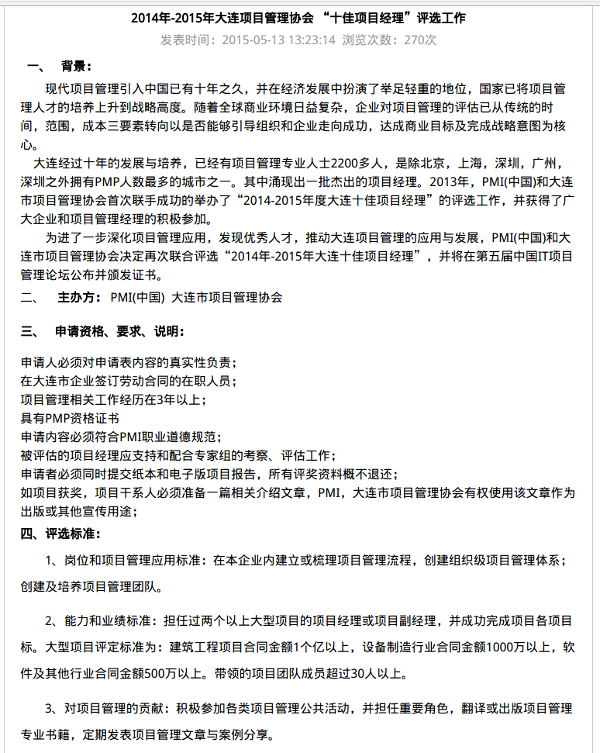 2014年-2015年大连项目管理协会 “十佳项目经理”评选工作
发表时间：2015-05-13 13:23:14 浏览次数：270次
一、 背景：
现代项目管理引入中国已有十年之久，并在经济发展中扮演了举足轻重的地位，国家已将项目管
理人才的培养上升到战略高度。随着全球商业环境日益复杂，企业对项目管理的评估已从传统的时
间，范围，成本三要素转向以是否能够引导组织和企业走向成功，达成商业目标及完成战略意图为核
心。
大连经过十年的发展与培养，已经有项目管理专业人士2200多人，是除北京，上海，深圳，广州，
深圳之外拥有PMP人数最多的城市之一。其中涌现出一批杰出的项目经理。2013年，PMI(中国)和大连
市项目管理协会首次联手成功的举办了“2014-2015年度大连十佳项目经理”的评选工作，并获得了广
大企业和项目管理经理的积极参加。
为进了一步深化项目管理应用，发现优秀人才，推动大连项目管理的应用与发展，PMI(中国)和大
连市项目管理协会决定再次联合评选“2014年-2015年大连十佳项目经理”，并将在第五届中国IT项目
管理论坛公布并颁发证书。
二、 主办方： PMI(中国) 大连市项目管理协会
三、 申请资格、要求、说明：
申请人必须对申请表内容的真实性负责；
在大连市企业签订劳动合同的在职人员；
项目管理相关工作经历在3年以上；
具有PMP资格证书
申请内容必须符合PMI职业道德规范；
被评估的项目经理应支持和配合专家组的考察、评估工作；
申请者必须同时提交纸本和电子版项目报告，所有评奖资料概不退还；
如项目获奖，项目干系人必须准备一篇相关介绍文章，PMI，大连市项目管理协会有权使用该文章作为
出版或其他宣传用途；
四、评选标准：
1、岗位和项目管理应用标准：在本企业内建立或梳理项目管理流程，创建组织级项目管理体系；
创建及培养项目管理团队。
2、能力和业绩标准：担任过两个以上大型项目的项目经理或项目副经理，并成功完成项目各项目
标。大型项目评定标准为：建筑工程项目合同金额1个亿以上，设备制造行业合同金额1000万以上，软
件及其他行业合同金额500万以上。带领的项目团队成员超过30人以上。
3、对项目管理的贡献：积极参加各类项目管理公共活动，并担任重要角色，翻译或出版项目管理
专业书籍，定期发表项目管理文章与案例分享。